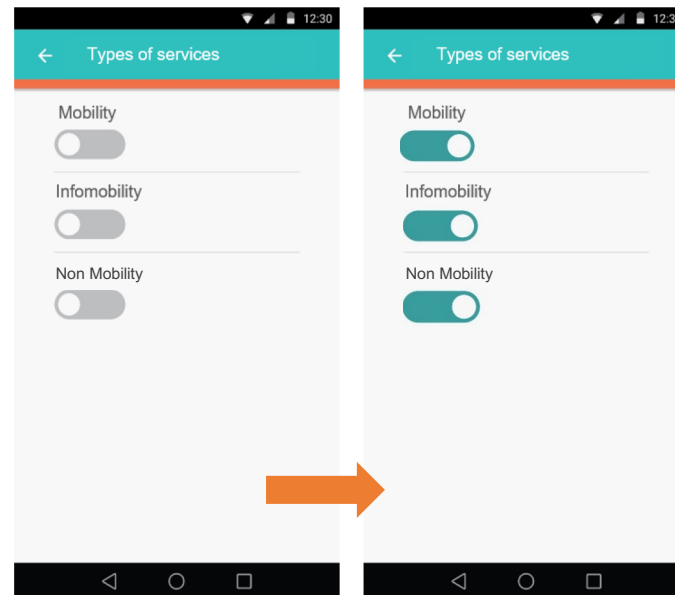 12:30
Types of services
Mobility
Infomobility
Non Mobility
12:3
Types of services
Mobility
Infomobility
Non Mobility